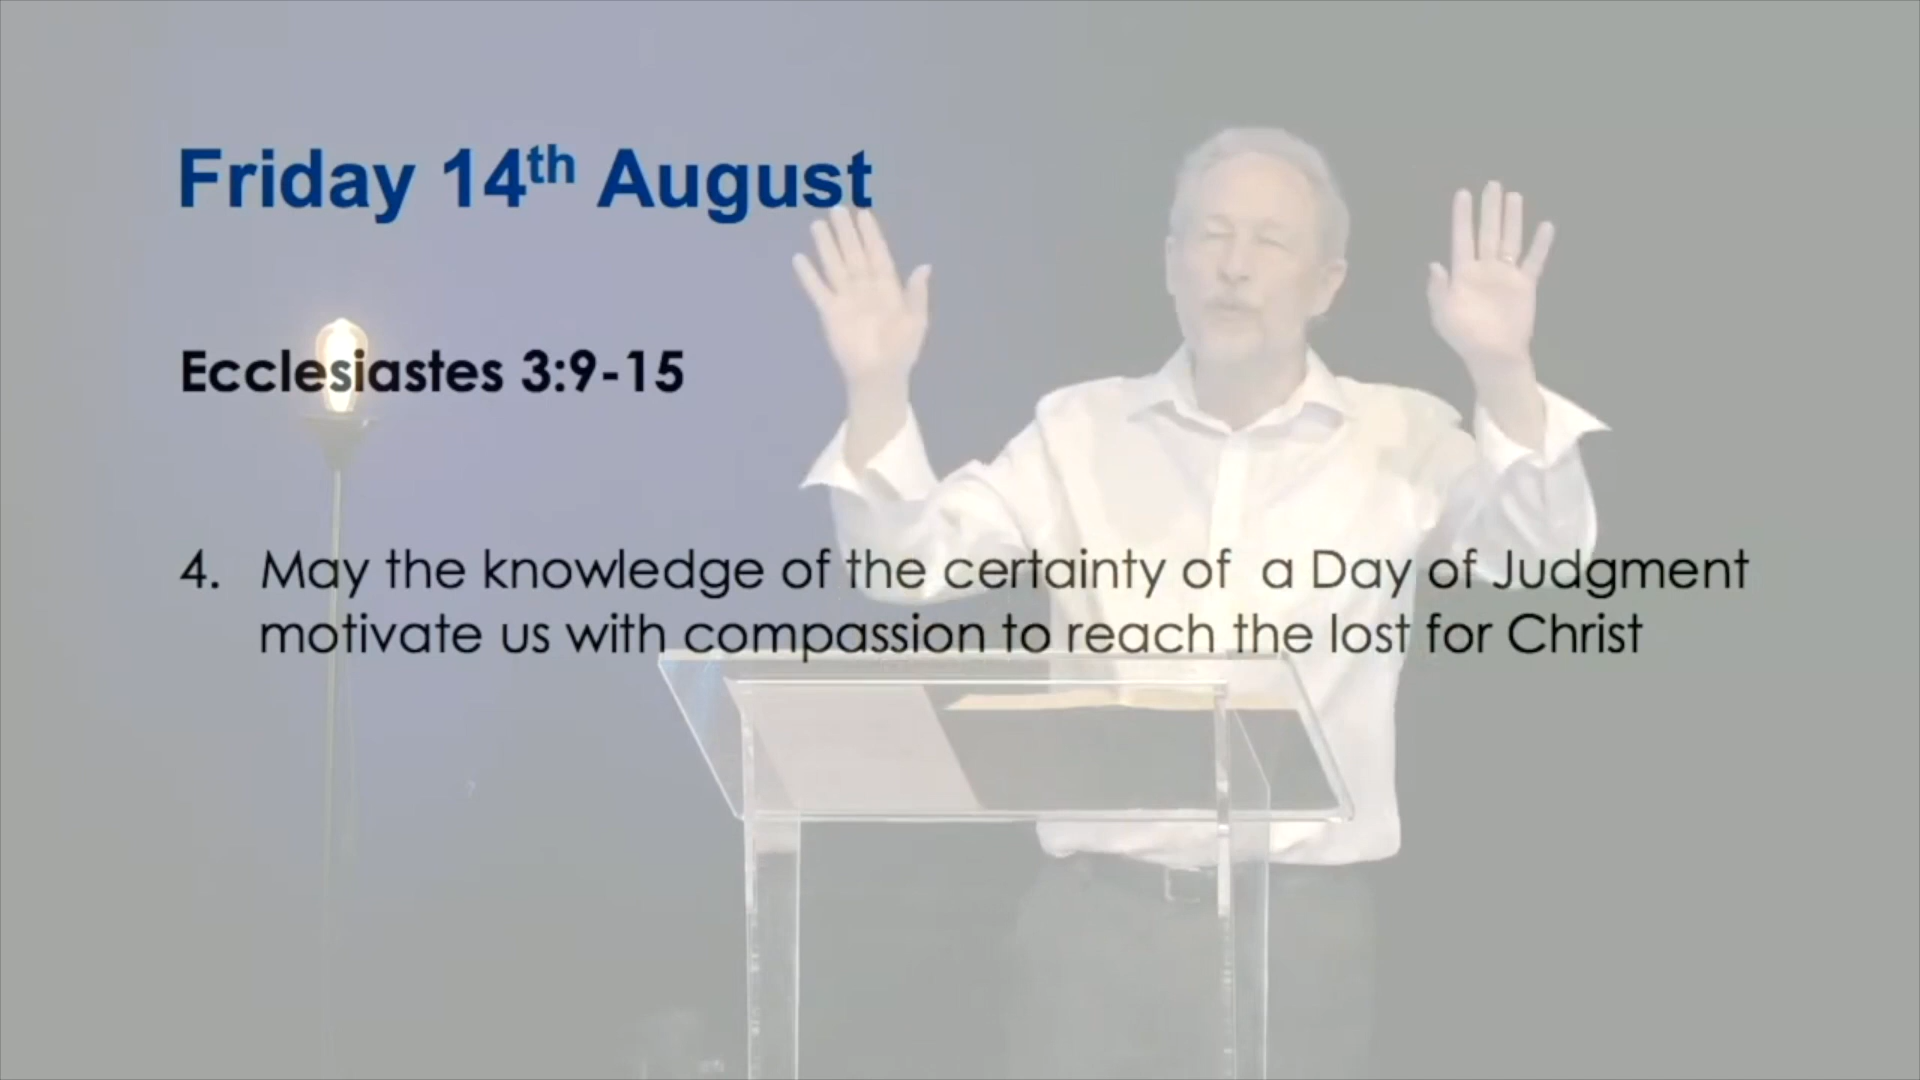 Friday 14th August
Ecclesiastes 3:9-15
4. May the knowledge of the certainty of a Day of Judgment
motivate us with compassion to reach the lost for Christ